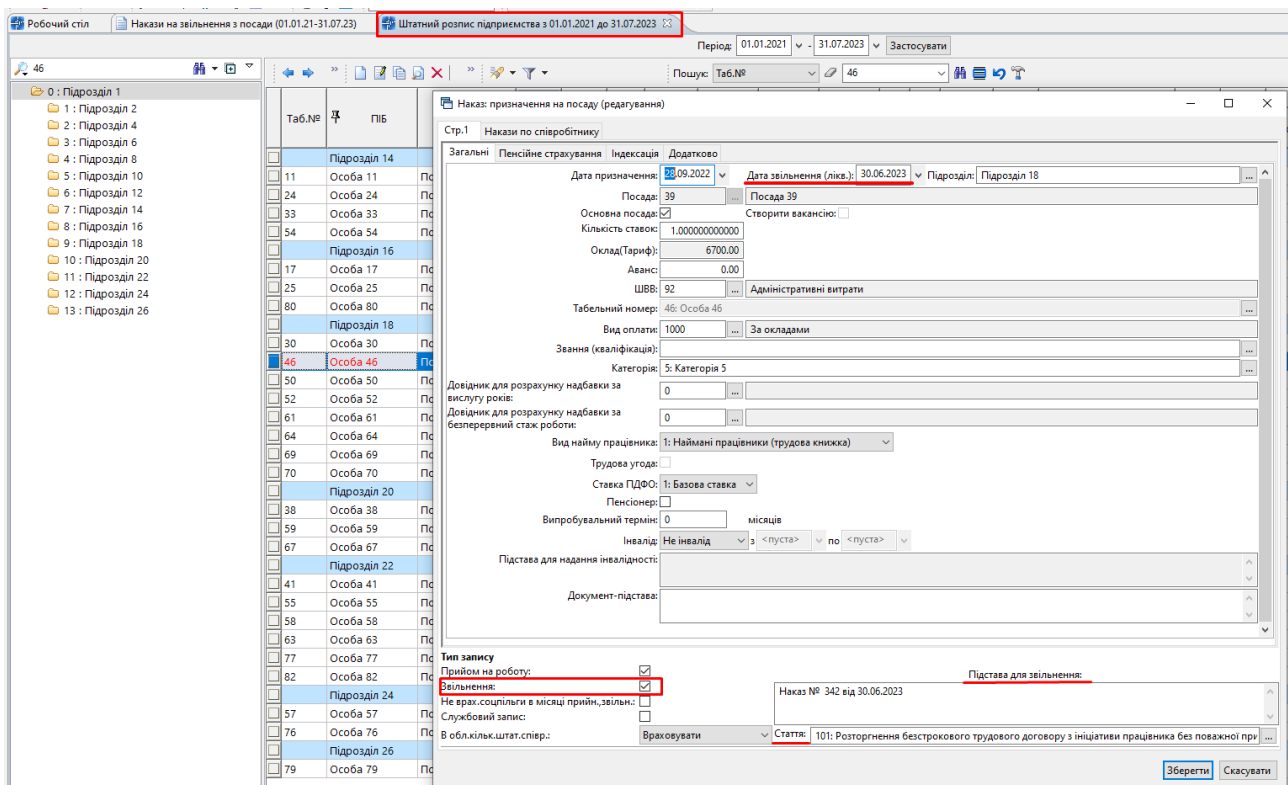 Робочий стіл Накази на звільнення з посади (01.01.21-31.07.23) Штатний розпис підприємства з 01.01.2021 до 31.07.2023
Період: 01.01.2021 - 31.07.2023 Застосувати
46
Пошук: Таб.№ 46
0 : Підрозділ 1
1 : Підрозділ 2
2 : Підрозділ 4
3 : Підрозділ 6
4 : Підрозділ 8
5 : Підрозділ 10
6 : Підрозділ 12
7 : Підрозділ 14
8 : Підрозділ 16
9 : Підрозділ 18
10 : Підрозділ 20
11 : Підрозділ 22
12 : Підрозділ 24
13 : Підрозділ 26
Таб.№ ПІБ
Підрозділ 14
11 Особа 11
24 Особа 24
33 Особа 33
54 Особа 54
Підрозділ 16
17 Особа 17
25 Особа 25
80 Особа 80
Підрозділ 18
30 Особа 30
46 Особа 46
50 Особа 50
52 Особа 52
61 Особа 61
64 Особа 64
69 Особа 69
70 Особа 70
Підрозділ 20
38 Особа 38
59 Особа 59
67 Особа 67
Підрозділ 22
41 Особа 41
55 Особа 55
58 Особа 58
63 Особа 63
77 Особа 77
82 Особа 82
Підрозділ 24
57 Особа 57
76 Особа 76
Підрозділ 26
79 Особа 79
Наказ: призначення на посаду (редагування)
Стр.1 Накази по співробітнику
Загальні Пенсійне страхування Індексація Додатково
Дата призначення: 28.09.2022 Дата звільнення (лікв.): 30.06.2023 Підрозділ: Підрозділ 18
Посада: 39 ... Посада 39
Основна посада: Створити вакансію:
Кількість ставок: 1.000000000000
Оклад(Тариф): 6700.00
Аванс: 0.00
ШВВ: 92 ... Адміністративні витрати
Табельний номер: 46: Особа 46
Вид оплати: 1000 ... За окладами
Звання (кваліфікація):
Категорія: 5: Категорія 5
Довідник для розрахунку надбавки за
вислугу років: 0 ...
Довідник для розрахунку надбавки за
безперервний стаж роботи: 0 ...
Вид найму працівника: 1: Наймані працівники (трудова книжка)
Трудова угода:
Ставка ПДФО: 1: Базова ставка
Пенсіонер:
Випробувальний термін: 0 місяців
Інвалід: Не інвалід з <пуста> по <пуста>
Підстава для надання інвалідності:
Документ-підстава:
Тип запису
Прийом на роботу:
Звільнення:
Не врах.соцпільги в місяці прийн.,звільн.:
Службовий запис:
В обл.кільк.штат.співр.: Враховувати
Підстава для звільнення:
Наказ № 342 від 30.06.2023
Стаття: 101: Розторгнення безстрокового трудового договору з ініціативи працівника без поважної при ...
Зберегти Скасувати